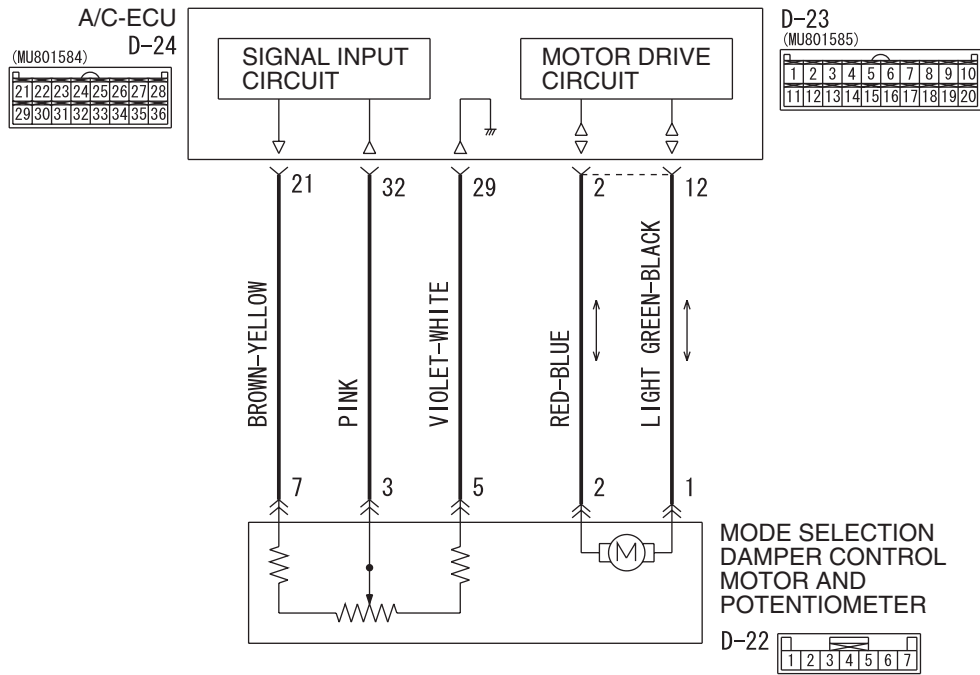 A/C-ECU
D-24
(MU801584)
21 22 23 24 25 26 27 28
29 30 31 32 33 34 35 36
SIGNAL INPUT
CIRCUIT
MOTOR DRIVE
CIRCUIT
D-23
(MU801585)
1 2 3 4 5 6 7 8 9 10
11 12 13 14 15 16 17 18 19 20
21 32 29 2 12
BROWN-YELLOW
PINK
VIOLET-WHITE
RED-BLUE
LIGHT GREEN-BLACK
7 3 5 2 1
M
MODE SELECTION
DAMPER CONTROL
MOTOR AND
POTENTIOMETER
D-22
1 2 3 4 5 6 7